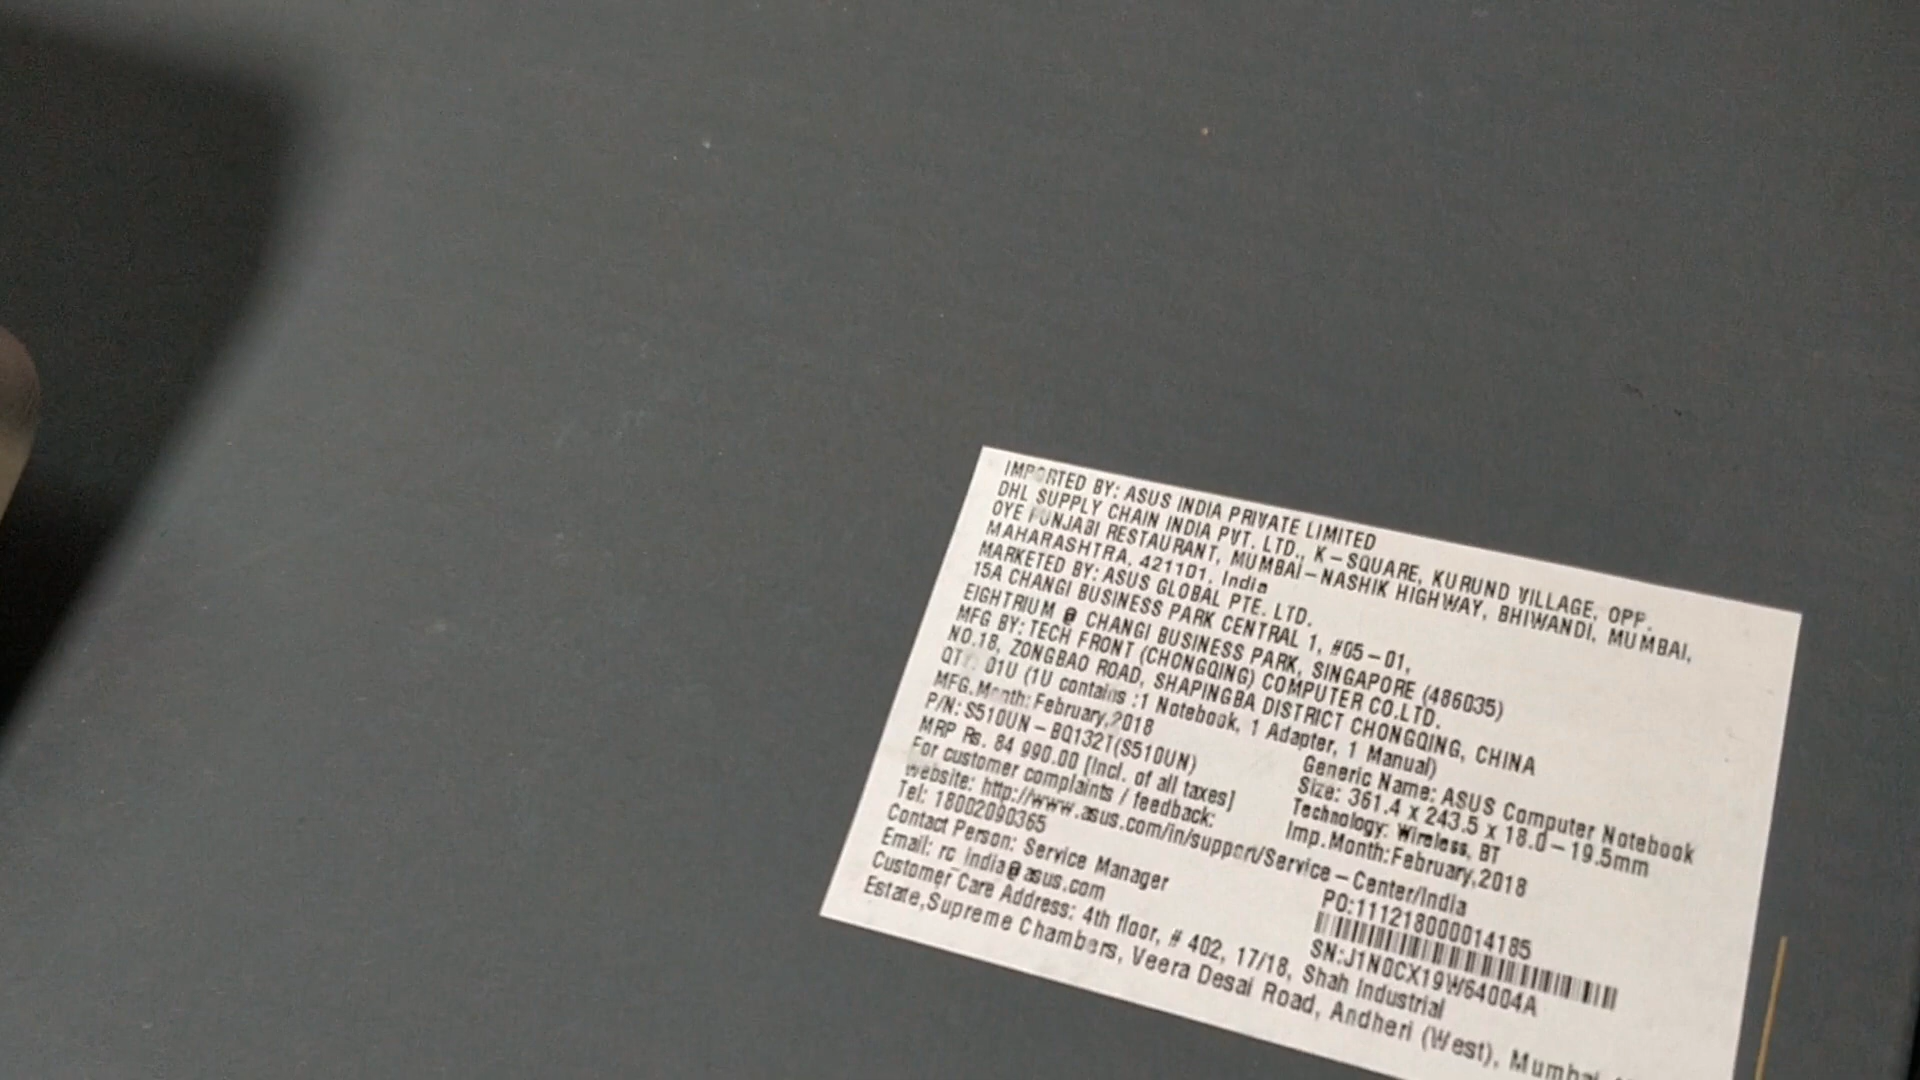 IMPORTED BY: ASUS INDIA PRIVATE LIMITED
DHL SUPPLY CHAIN INDIA PVT. LTD., K-SQUARE, KURUND VILLAGE, OPP.
OYE PUNJABI RESTAURANT, MUMBAI-NASHIK HIGHWAY, BHIWANDI, MUMBAI,
MAHARASHTRA, 421101, India
MARKETED BY: ASUS GLOBAL PTE. LTD.
15A CHANGI BUSINESS PARK CENTRAL 1, #05-01,
EIGHTRIUM @ CHANGI BUSINESS PARK, SINGAPORE (486035)
MFG BY: TECH FRONT (CHONGQING) COMPUTER CO.LTD.
NO.18, ZONGBAO ROAD, SHAPINGBA DISTRICT CHONGQING, CHINA
QTY: 01U (1U contains :1 Notebook, 1 Adapter, 1 Manual)
MFG.Month: February,2018
Generic Name: ASUS Computer Notebook
P/N: S510UN-BQ132T(S510UN)
Size: 361.4 x 243.5 x 18.0-19.5mm
MRP Rs. 84 990.00 [Incl. of all taxes]
Technology: Wireless, BT
For customer complaints / feedback:
Imp.Month:February,2018
website: http://www.asus.com/in/support/Service-Center/India
Tel: 18002090365
PO:111218000014185
Contact Person: Service Manager
Email: rc_india@asus.com
SN:J1N0CX19W64004A
Customer Care Address: 4th floor, # 402, 17/18, Shah Industrial
Estate,Supreme Chambers, Veera Desai Road, Andheri (West), Mumbai